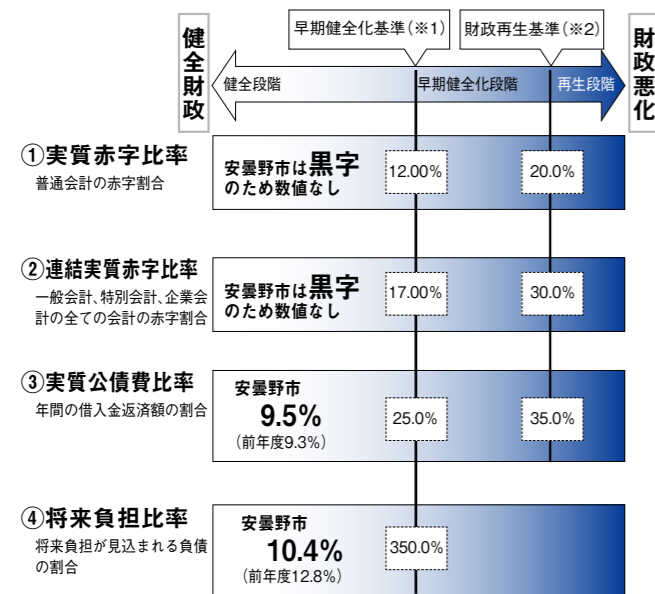 早期健全化基準(※1)
財政再生基準(※2)
健全財政
健全段階
早期健全化段階
再生段階
財政悪化
①実質赤字比率
普通会計の赤字割合
安曇野市は黒字
のため数値なし
12.00%
20.0%
②連結実質赤字比率
一般会計、特別会計、企業会
計の全ての会計の赤字割合
安曇野市は黒字
のため数値なし
17.00%
30.0%
③実質公債費比率
年間の借入金返済額の割合
安曇野市
9.5%
(前年度9.3%)
25.0%
35.0%
④将来負担比率
将来負担が見込まれる負債
の割合
安曇野市
10.4%
(前年度12.8%)
350.0%